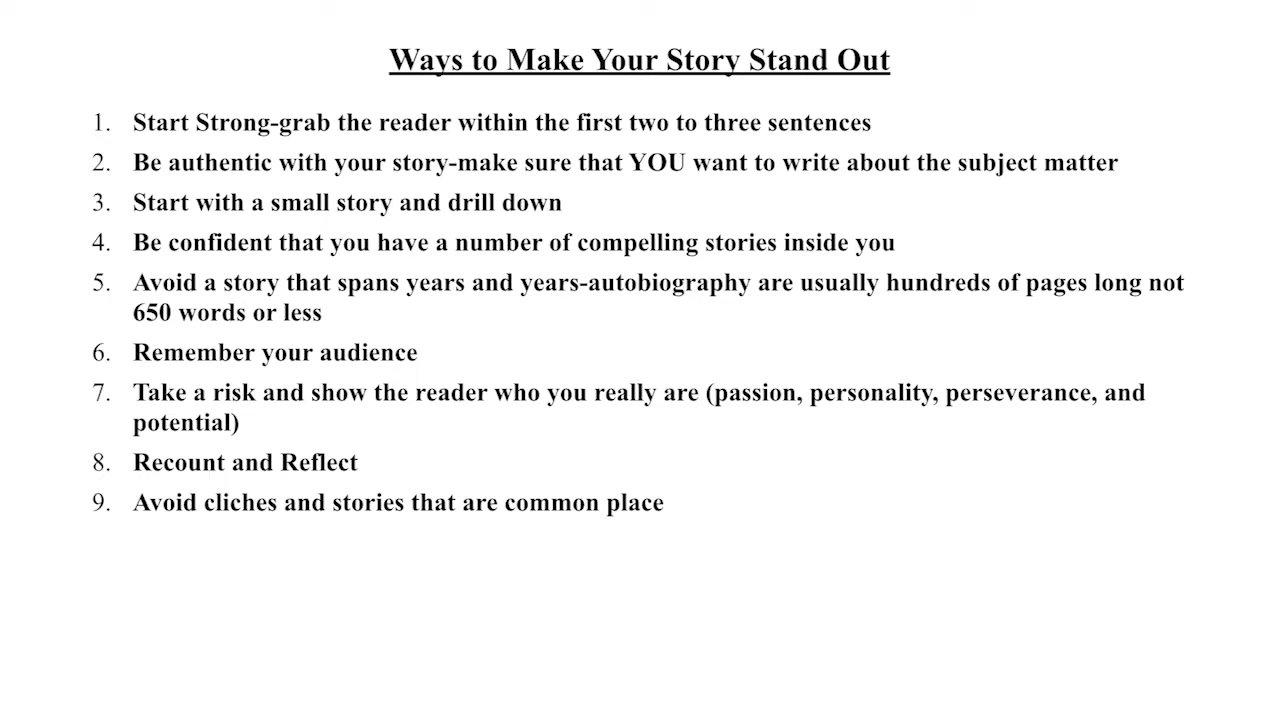 Ways to Make Your Story Stand Out
1. Start Strong-grab the reader within the first two to three sentences
2. Be authentic with your story-make sure that YOU want to write about the subject matter
3. Start with a small story and drill down
4. Be confident that you have a number of compelling stories inside you
5. Avoid a story that spans years and years-autobiography are usually hundreds of pages long not
650 words or less
6. Remember your audience
7. Take a risk and show the reader who you really are (passion, personality, perseverance, and
potential)
8. Recount and Reflect
9. Avoid cliches and stories that are common place